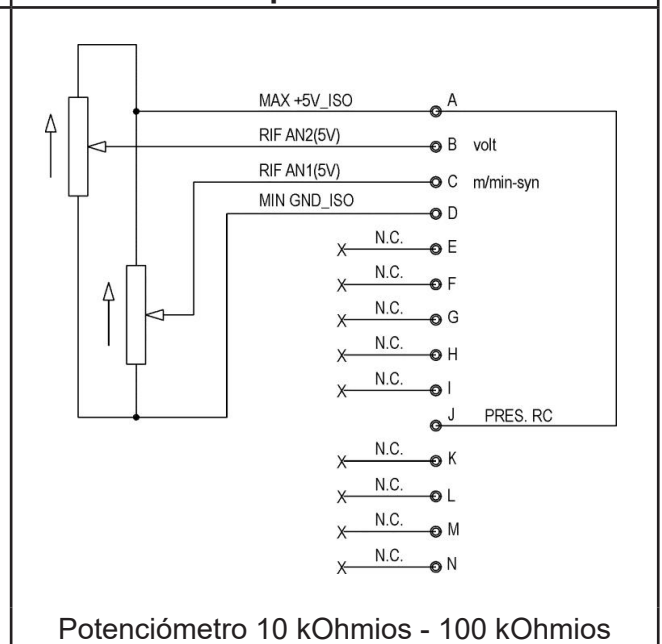 MAX +5V_ISO A
RIF AN2(5V) B volt
RIF AN1(5V) C m/min-syn
MIN GND_ISO D
N.C. E
N.C. F
N.C. G
N.C. H
N.C. I
J PRES. RC
N.C. K
N.C. L
N.C. M
N.C. N
Potenciómetro 10 kOhmios - 100 kOhmios